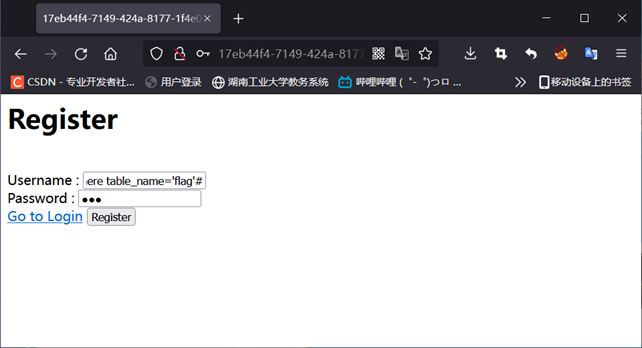 17eb44f4-7149-424a-8177-1f4e0
17eb44f4-7149-424a-8177
CSDN - 专业开发者社... 用户登录 湖南工业大学教务系统 哔哩哔哩 ( ゜- ゜)つロ ... 移动设备上的书签
Register
Username : ere table_name='flag'#
Password : ●●●
Go to Login Register